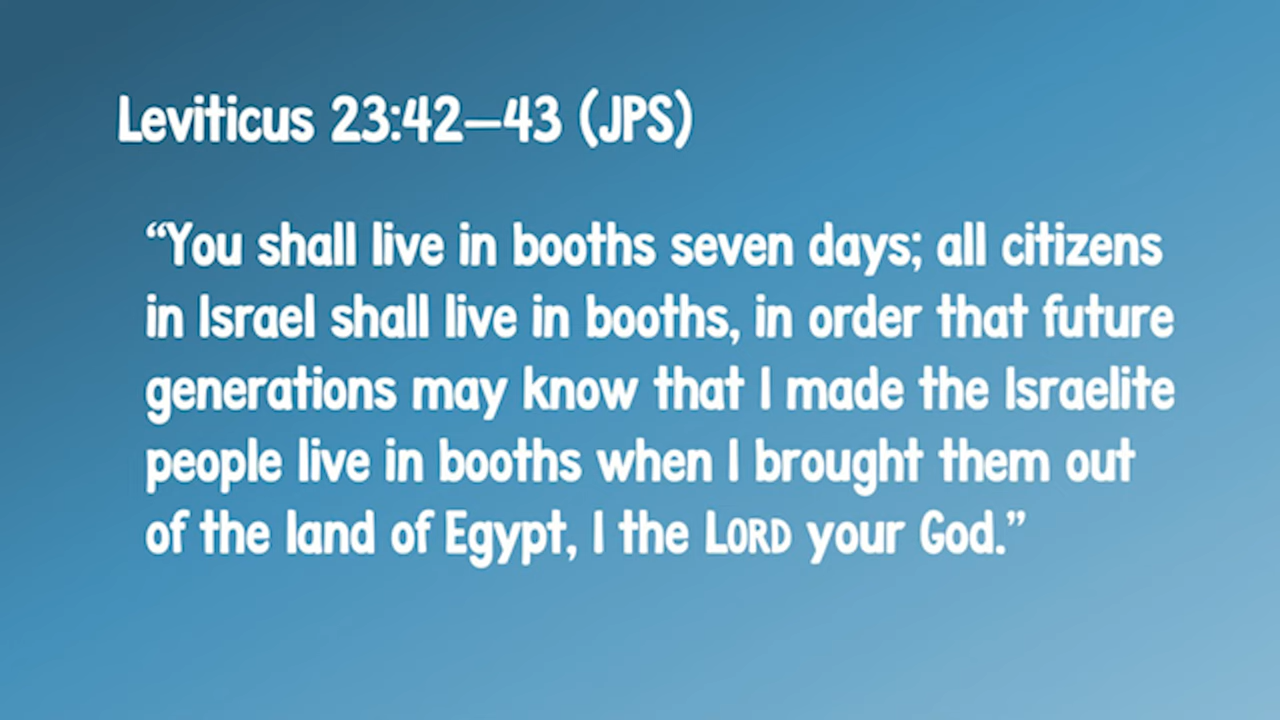 Leviticus 23:42–43 (JPS)
“You shall live in booths seven days; all citizens
in Israel shall live in booths, in order that future
generations may know that I made the Israelite
people live in booths when I brought them out
of the land of Egypt, I the LORD your God.”